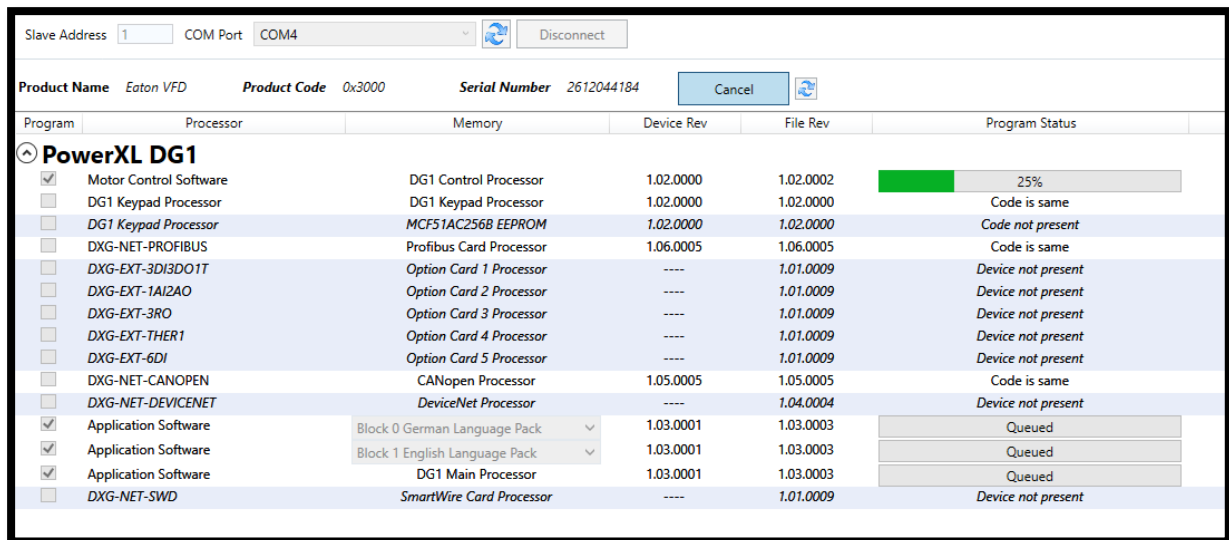 Slave Address 1 COM Port COM4 Disconnect
Product Name Eaton VFD Product Code 0x3000 Serial Number 2612044184 Cancel
Program Processor Memory Device Rev File Rev Program Status
PowerXL DG1
Motor Control Software DG1 Control Processor 1.02.0000 1.02.0002 25%
DG1 Keypad Processor DG1 Keypad Processor 1.02.0000 1.02.0000 Code is same
DG1 Keypad Processor MCF51AC256B EEPROM 1.02.0000 1.02.0000 Code not present
DXG-NET-PROFIBUS Profibus Card Processor 1.06.0005 1.06.0005 Code is same
DXG-EXT-3DI3DO1T Option Card 1 Processor ---- 1.01.0009 Device not present
DXG-EXT-1AI2AO Option Card 2 Processor ---- 1.01.0009 Device not present
DXG-EXT-3RO Option Card 3 Processor ---- 1.01.0009 Device not present
DXG-EXT-THER1 Option Card 4 Processor ---- 1.01.0009 Device not present
DXG-EXT-6DI Option Card 5 Processor ---- 1.01.0009 Device not present
DXG-NET-CANOPEN CANopen Processor 1.05.0005 1.05.0005 Code is same
DXG-NET-DEVICENET DeviceNet Processor ---- 1.04.0004 Device not present
Application Software Block 0 German Language Pack 1.03.0001 1.03.0003 Queued
Application Software Block 1 English Language Pack 1.03.0001 1.03.0003 Queued
Application Software DG1 Main Processor 1.03.0001 1.03.0003 Queued
DXG-NET-SWD SmartWire Card Processor ---- 1.01.0009 Device not present